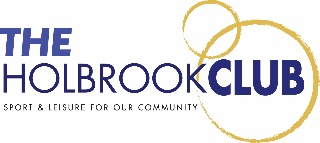 THE
HOLBROOKCLUB
SPORT & LEISURE FOR OUR COMMUNITY